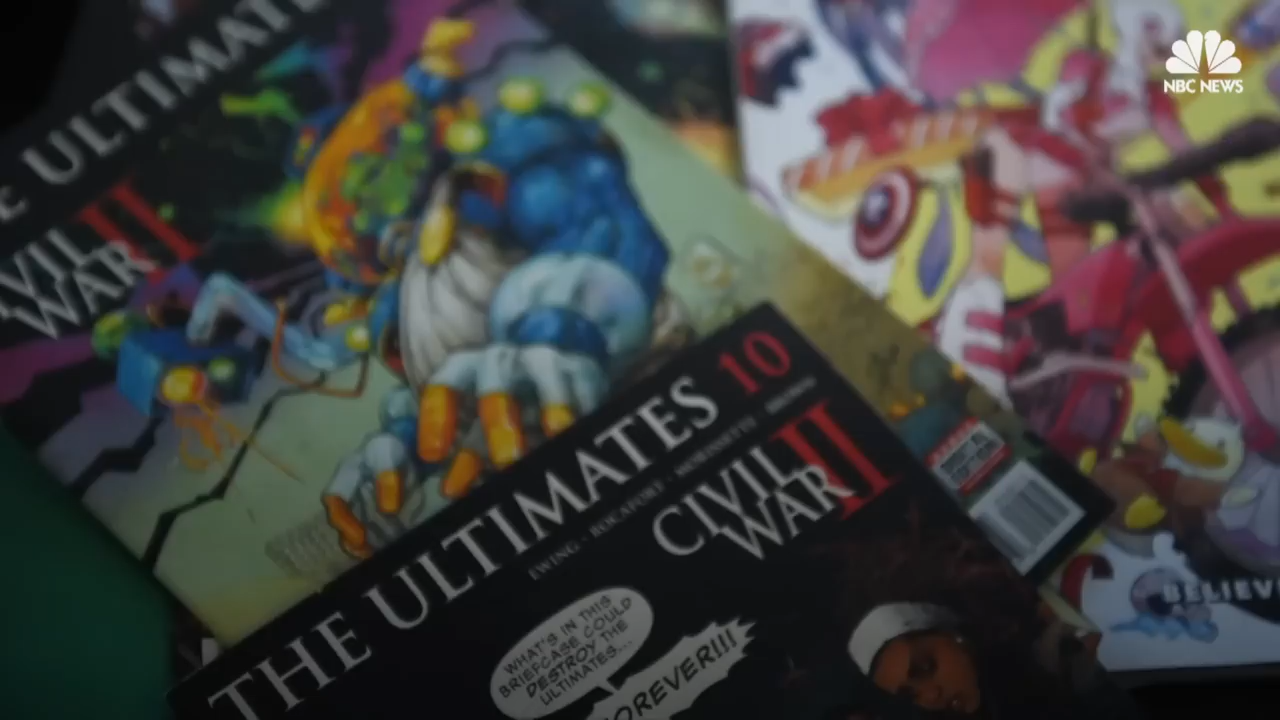 NBC NEWS
THE ULTIMATES
CIVIL
WAR II
THE ULTIMATES 10
EWING · ROCAFORT ·
CIVIL
WAR II
WHAT'S IN THIS
BRIEFCASE COULD
DESTROY THE
ULTIMATES...
FOREVER!!!